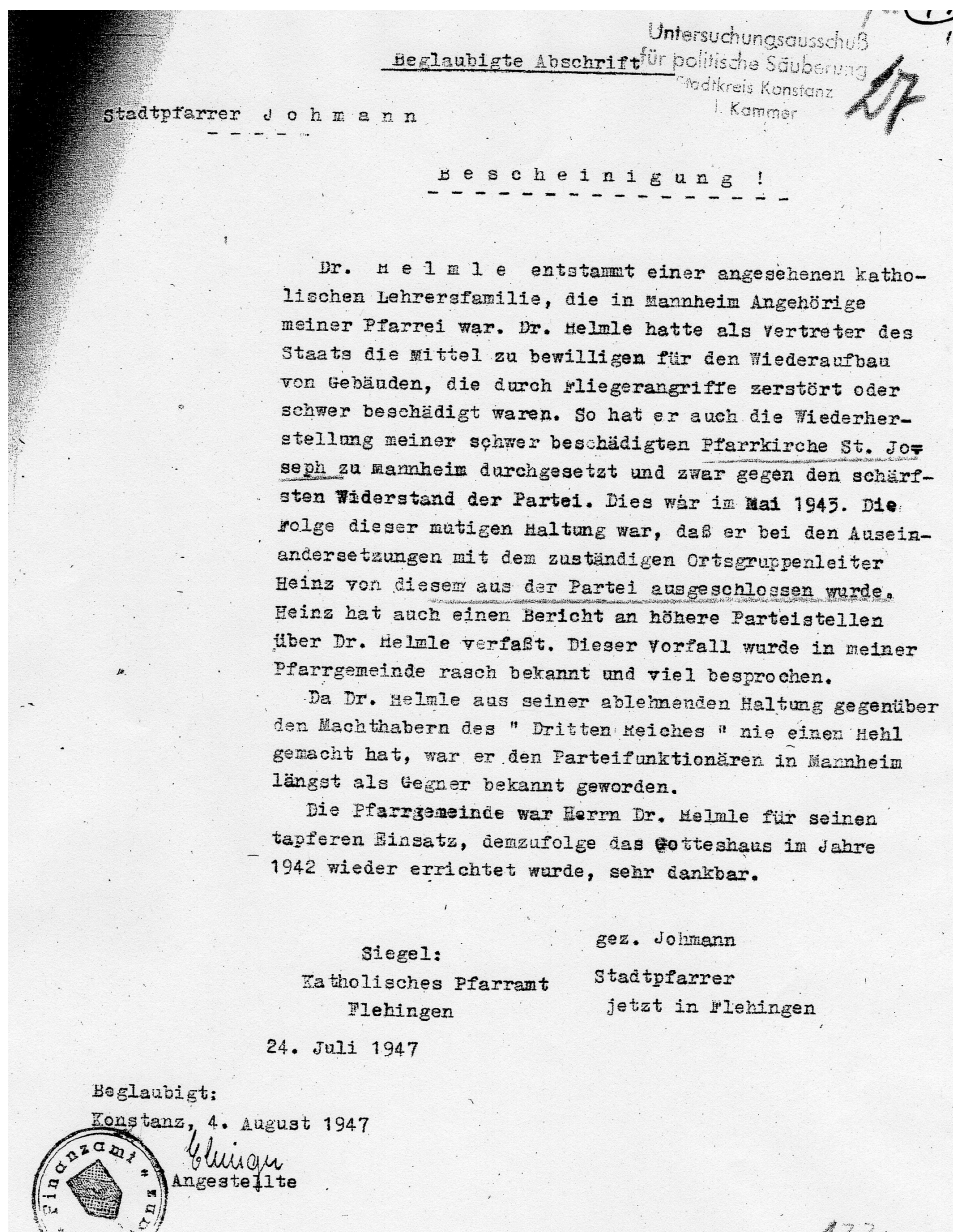 Untersuchungsausschuß
für politische Säuberung
Stadtkreis Konstanz
I. Kammer
27
Beglaubigte Abschrift
Stadtpfarrer J o h m a n n
B e s c h e i n i g u n g !
Dr. H e l m l e entstammt einer angesehenen katho-
lischen Lehrersfamilie, die in Mannheim Angehörige
meiner Pfarrei war. Dr. Helmle hatte als Vertreter des
Staats die Mittel zu bewilligen für den Wiederaufbau
von Gebäuden, die durch Fliegerangriffe zerstört oder
schwer beschädigt waren. So hat er auch die Wiederher-
stellung meiner schwer beschädigten Pfarrkirche St. Jo-
seph zu Mannheim durchgesetzt und zwar gegen den schärf-
sten Widerstand der Partei. Dies war im Mai 1943. Die
Folge dieser mutigen Haltung war, daß er bei den Ausein-
andersetzungen mit dem zuständigen Ortsgruppenleiter
Heinz von diesem aus der Partei ausgeschlossen wurde.
Heinz hat auch einen Bericht an höhere Parteistellen
über Dr. Helmle verfaßt. Dieser Vorfall wurde in meiner
Pfarrgemeinde rasch bekannt und viel besprochen.
Da Dr. Helmle aus seiner ablehnenden Haltung gegenüber
den Machthabern des " Dritten Reiches " nie einen Hehl
gemacht hat, war er den Parteifunktionären in Mannheim
längst als Gegner bekannt geworden.
Die Pfarrgemeinde war Herrn Dr. Helmle für seinen
tapferen Einsatz, demzufolge das Gotteshaus im Jahre
1942 wieder errichtet wurde, sehr dankbar.
gez. Johmann
Siegel:
Stadtpfarrer
Katholisches Pfarramt
jetzt in Flehingen
Flehingen
24. Juli 1947
Beglaubigt:
Konstanz, 4. August 1947
Angestellte
Finanzamt